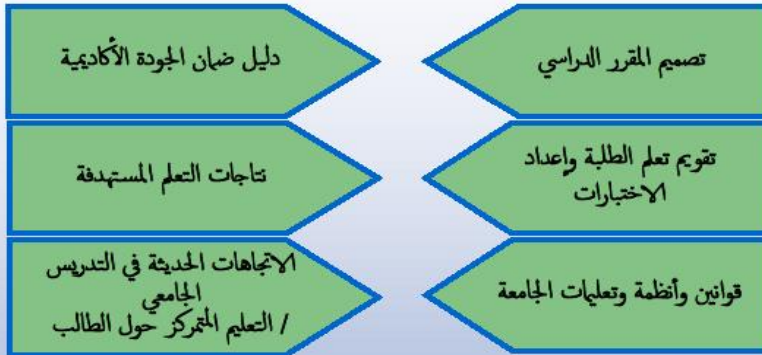 تصميم المقرر الدراسي
دليل ضمان الجودة الأكاديمية
تقويم تعلم الطلبة وإعداد
الاختبارات
نتاجات التعلم المستهدفة
قوانين وأنظمة وتعليمات الجامعة
الاتجاهات الحديثة في التدريس
الجامعي
/ التعليم المتمركز حول الطالب